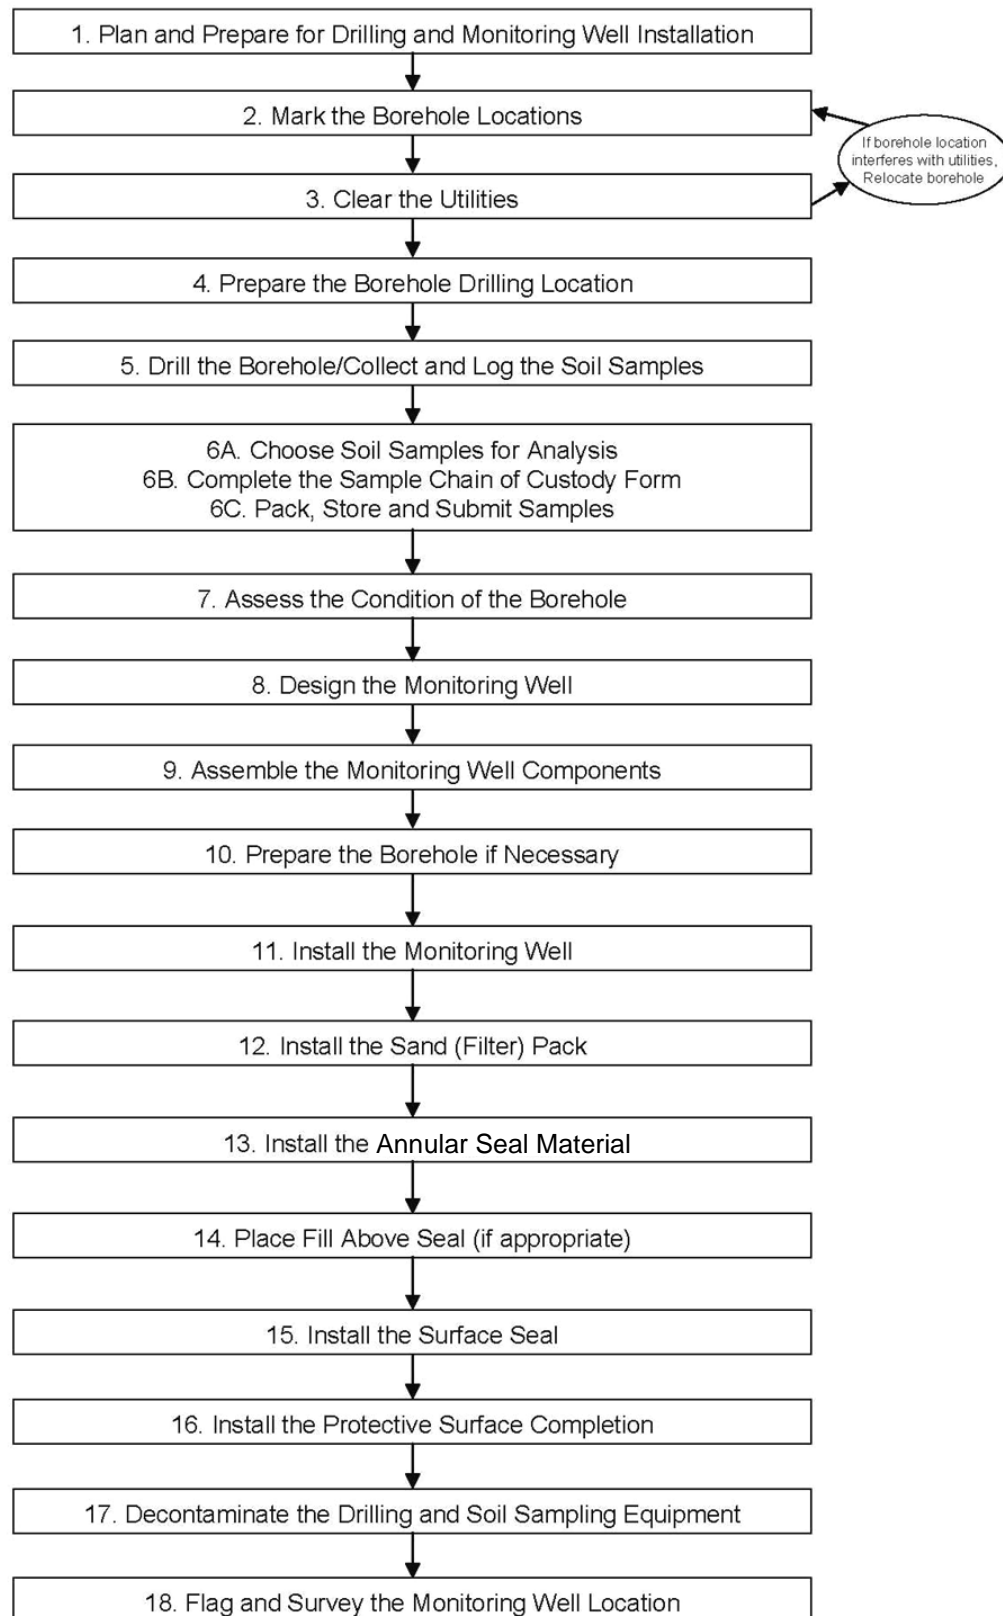 1. Plan and Prepare for Drilling and Monitoring Well Installation
2. Mark the Borehole Locations
If borehole location
interferes with utilities,
Relocate borehole
3. Clear the Utilities
4. Prepare the Borehole Drilling Location
5. Drill the Borehole/Collect and Log the Soil Samples
6A. Choose Soil Samples for Analysis
6B. Complete the Sample Chain of Custody Form
6C. Pack, Store and Submit Samples
7. Assess the Condition of the Borehole
8. Design the Monitoring Well
9. Assemble the Monitoring Well Components
10. Prepare the Borehole if Necessary
11. Install the Monitoring Well
12. Install the Sand (Filter) Pack
13. Install the Annular Seal Material
14. Place Fill Above Seal (if appropriate)
15. Install the Surface Seal
16. Install the Protective Surface Completion
17. Decontaminate the Drilling and Soil Sampling Equipment
18. Flag and Survey the Monitoring Well Location